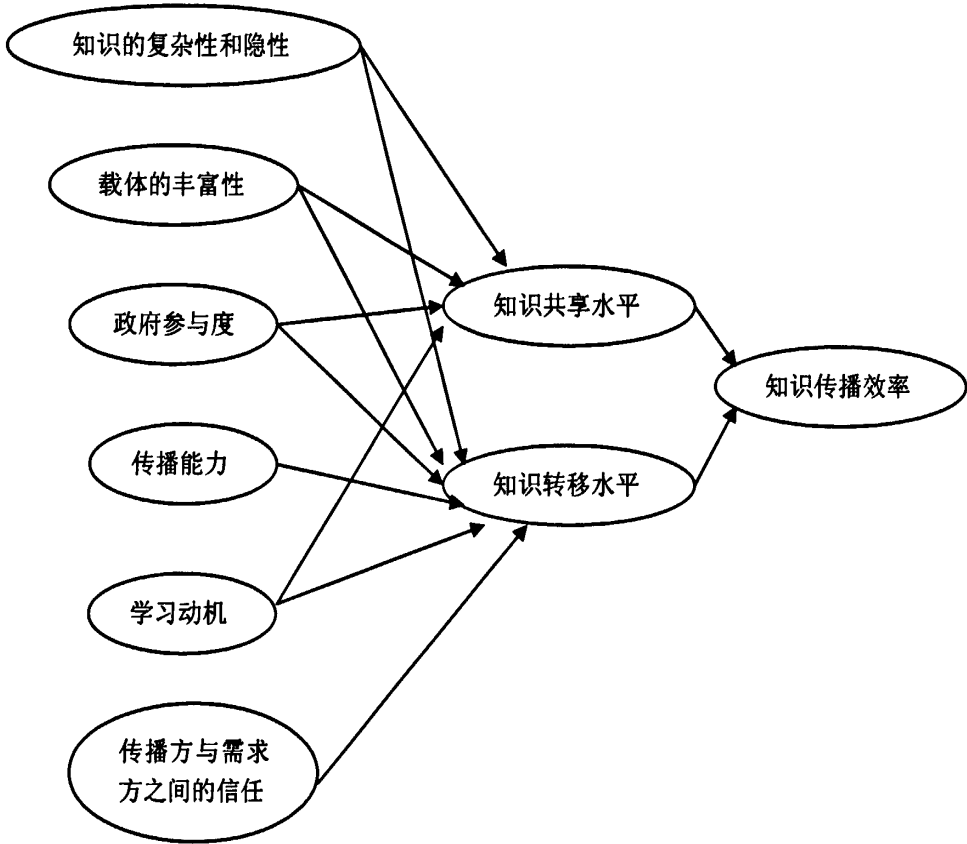 知识的复杂性和隐性
载体的丰富性
政府参与度
知识共享水平
知识传播效率
传播能力
知识转移水平
学习动机
传播方与需求
方之间的信任